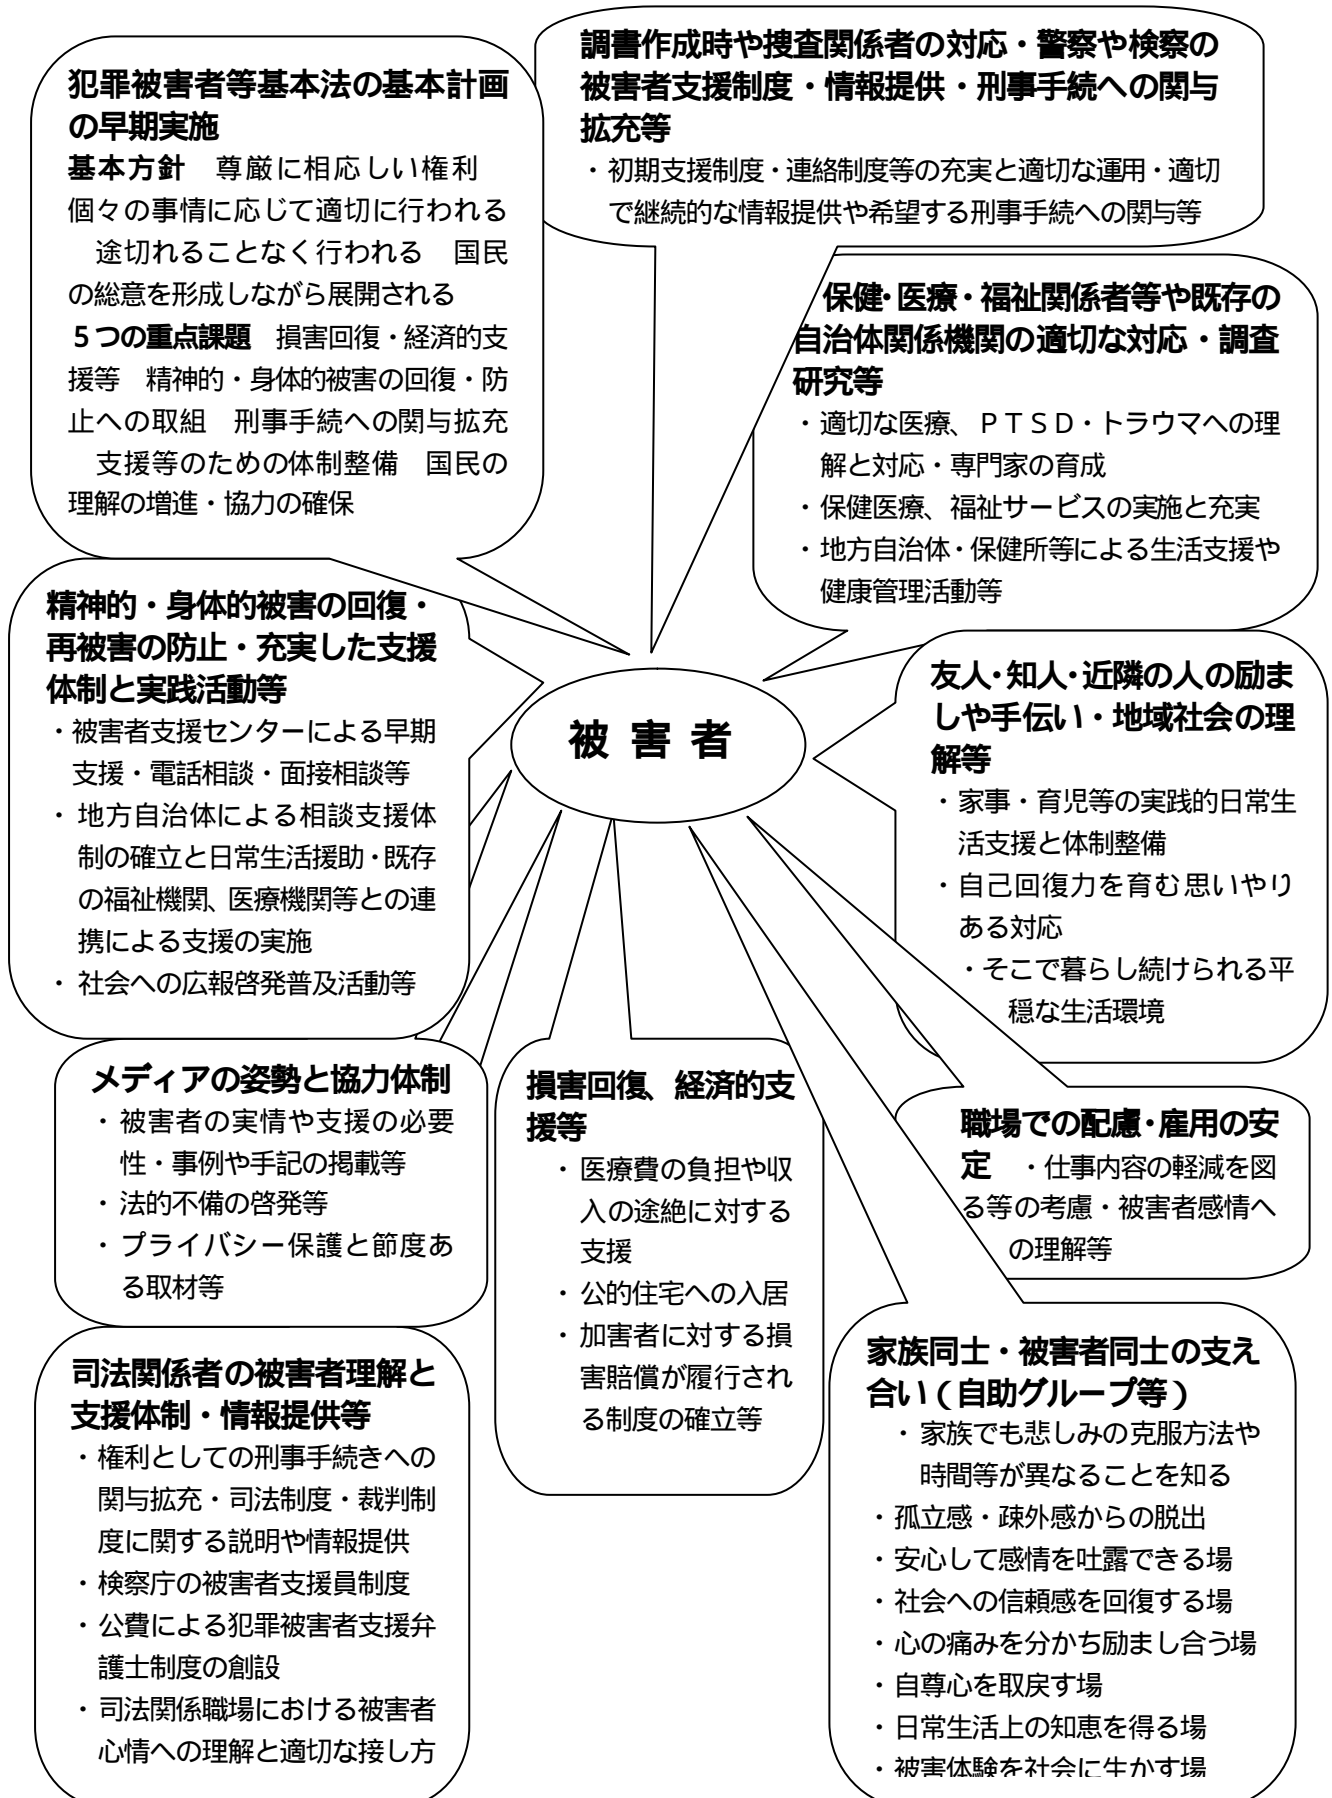 調書作成時や捜査関係者の対応・警察や検察の
被害者支援制度・情報提供・刑事手続への関与
拡充等
・初期支援制度・連絡制度等の充実と適切な運用・適切
で継続的な情報提供や希望する刑事手続への関与等
犯罪被害者等基本法の基本計画
の早期実施
基本方針　尊厳に相応しい権利
個々の事情に応じて適切に行われる
途切れることなく行われる　国民
の総意を形成しながら展開される
５つの重点課題　損害回復・経済的支
援等　精神的・身体的被害の回復・防
止への取組　刑事手続への関与拡充
支援等のための体制整備　国民の
理解の増進・協力の確保
保健・医療・福祉関係者等や既存の
自治体関係機関の適切な対応・調査
研究等
・適切な医療、ＰＴＳＤ・トラウマへの理
解と対応・専門家の育成
・保健医療、福祉サービスの実施と充実
・地方自治体・保健所等による生活支援や
健康管理活動等
精神的・身体的被害の回復・
再被害の防止・充実した支援
体制と実践活動等
・被害者支援センターによる早期
支援・電話相談・面接相談等
・地方自治体による相談支援体
制の確立と日常生活援助・既存
の福祉機関、医療機関等との連
携による支援の実施
・社会への広報啓発普及活動等
被害者
友人・知人・近隣の人の励ま
しや手伝い・地域社会の理
解等
・家事・育児等の実践的日常生
活支援と体制整備
・自己回復力を育む思いやり
ある対応
・そこで暮らし続けられる平
穏な生活環境
メディアの姿勢と協力体制
・被害者の実情や支援の必要
性・事例や手記の掲載等
・法的不備の啓発等
・プライバシー保護と節度あ
る取材等
損害回復、経済的支
援等
・医療費の負担や収
入の途絶に対する
支援
・公的住宅への入居
・加害者に対する損
害賠償が履行され
る制度の確立等
職場での配慮・雇用の安
定　・仕事内容の軽減を図
る等の考慮・被害者感情へ
の理解等
司法関係者の被害者理解と
支援体制・情報提供等
・権利としての刑事手続きへの
関与拡充・司法制度・裁判制
度に関する説明や情報提供
・検察庁の被害者支援員制度
・公費による犯罪被害者支援弁
護士制度の創設
・司法関係職場における被害者
心情への理解と適切な接し方
家族同士・被害者同士の支え
合い（自助グループ等）
・家族でも悲しみの克服方法や
時間等が異なることを知る
・孤立感・疎外感からの脱出
・安心して感情を吐露できる場
・社会への信頼感を回復する場
・心の痛みを分かち励まし合う場
・自尊心を取戻す場
・日常生活上の知恵を得る場
・被害体験を社会に生かす場